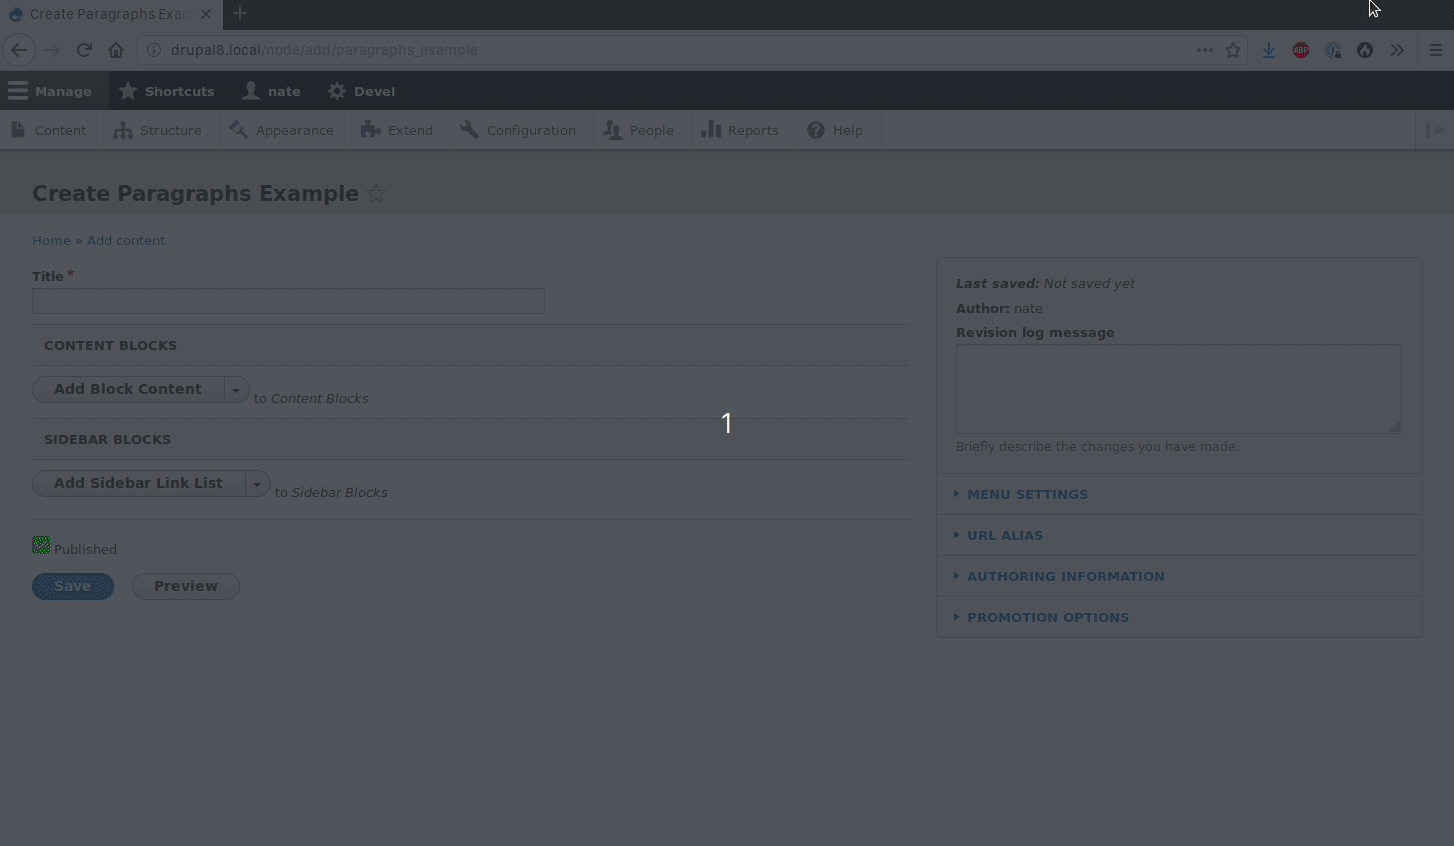 Create Paragraphs Exam
drupal8.local/node/add/paragraphs_example
ABP
Manage Shortcuts nate Devel
Content Structure Appearance Extend Configuration People Reports Help
Create Paragraphs Example
Home » Add content
Title *
CONTENT BLOCKS
Add Block Content to Content Blocks
SIDEBAR BLOCKS
Add Sidebar Link List to Sidebar Blocks
Published
Save Preview
Last saved: Not saved yet
Author: nate
Revision log message
Briefly describe the changes you have made.
MENU SETTINGS
URL ALIAS
AUTHORING INFORMATION
PROMOTION OPTIONS
1